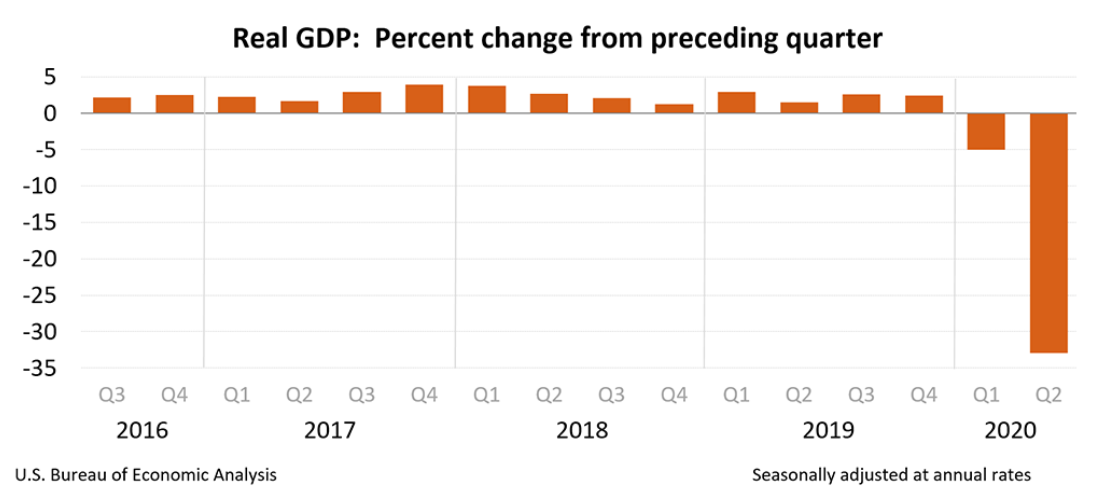 Real GDP:  Percent change from preceding quarter
5
0
-5
-10
-15
-20
-25
-30
-35
Q3 Q4 Q1 Q2 Q3 Q4 Q1 Q2 Q3 Q4 Q1 Q2 Q3 Q4 Q1 Q2
2016 2017 2018 2019 2020
U.S. Bureau of Economic Analysis Seasonally adjusted at annual rates